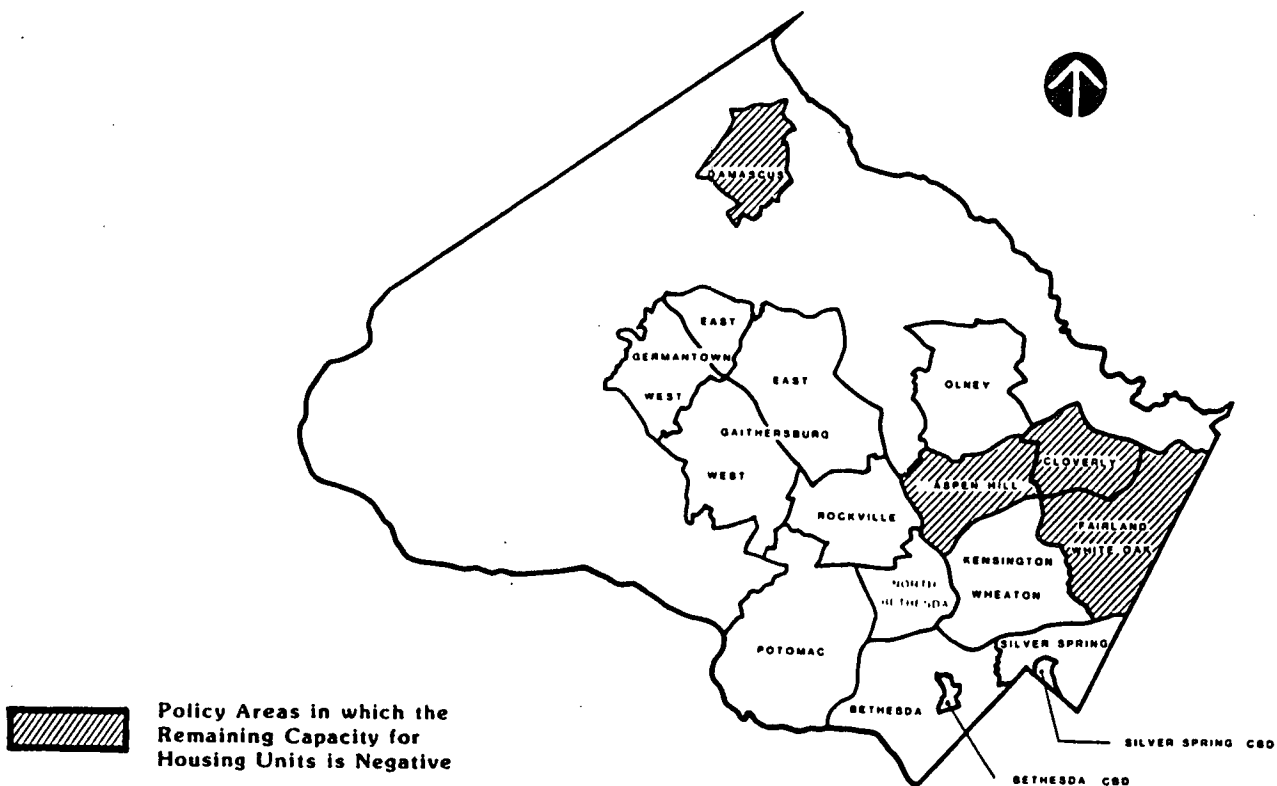 DAMASCUS
EAST
GERMANTOWN
WEST
EAST
GAITHERSBURG
WEST
OLNEY
CLOVERLY
ASPEN HILL
ROCKVILLE
FAIRLAND
WHITE OAK
KENSINGTON
WHEATON
NORTH
BETHESDA
POTOMAC
SILVER SPRING
BETHESDA
SILVER SPRING CBD
BETHESDA CBD
Policy Areas in which the
Remaining Capacity for
Housing Units is Negative